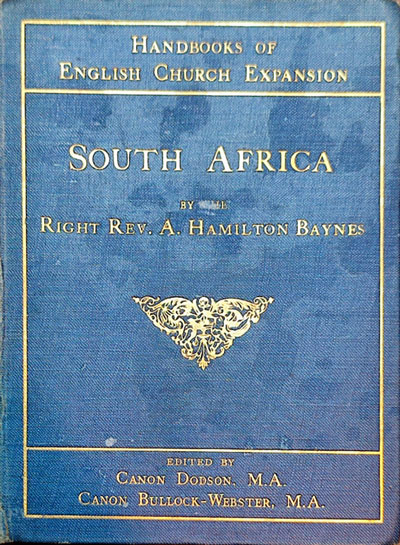 HANDBOOKS OF
ENGLISH CHURCH EXPANSION
SOUTH AFRICA
BY THE
RIGHT REV. A. HAMILTON BAYNES
EDITED BY
CANON DODSON, M.A.
CANON BULLOCK-WEBSTER, M.A.